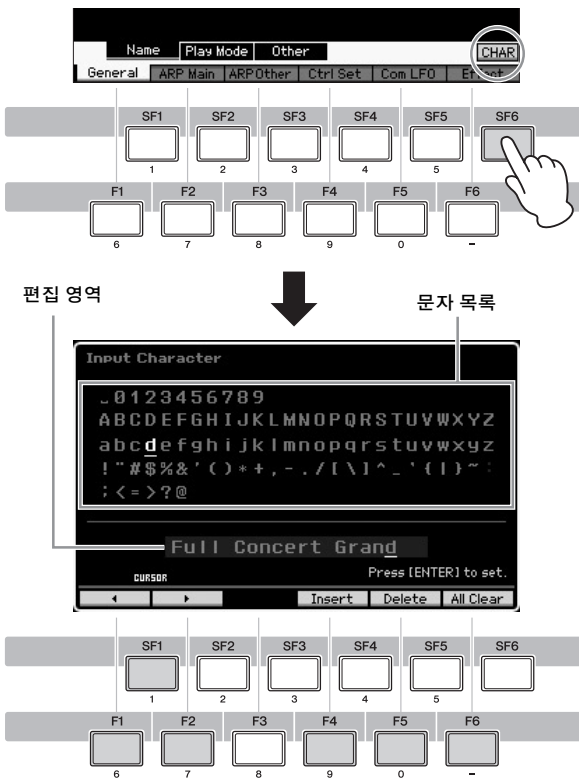 Name Play Mode Other CHAR
General ARP Main ARP Other Ctrl Set Com LFO Effect
SF1 SF2 SF3 SF4 SF5 SF6
1 2 3 4 5
F1 F2 F3 F4 F5 F6
6 7 8 9 0 –
편집 영역 문자 목록
Input Character
␣0123456789
ABCDEFGHIJKLMNOPQRSTUVWXYZ
abcdefghijklmnopqrstuvwxyz
!"#$%&'()*+,-./[\]^_`{|}~:
;<=>?@
Full Concert Grand
CURSOR Press [ENTER] to set.
Insert Delete All Clear
SF1 SF2 SF3 SF4 SF5 SF6
1 2 3 4 5
F1 F2 F3 F4 F5 F6
6 7 8 9 0 –